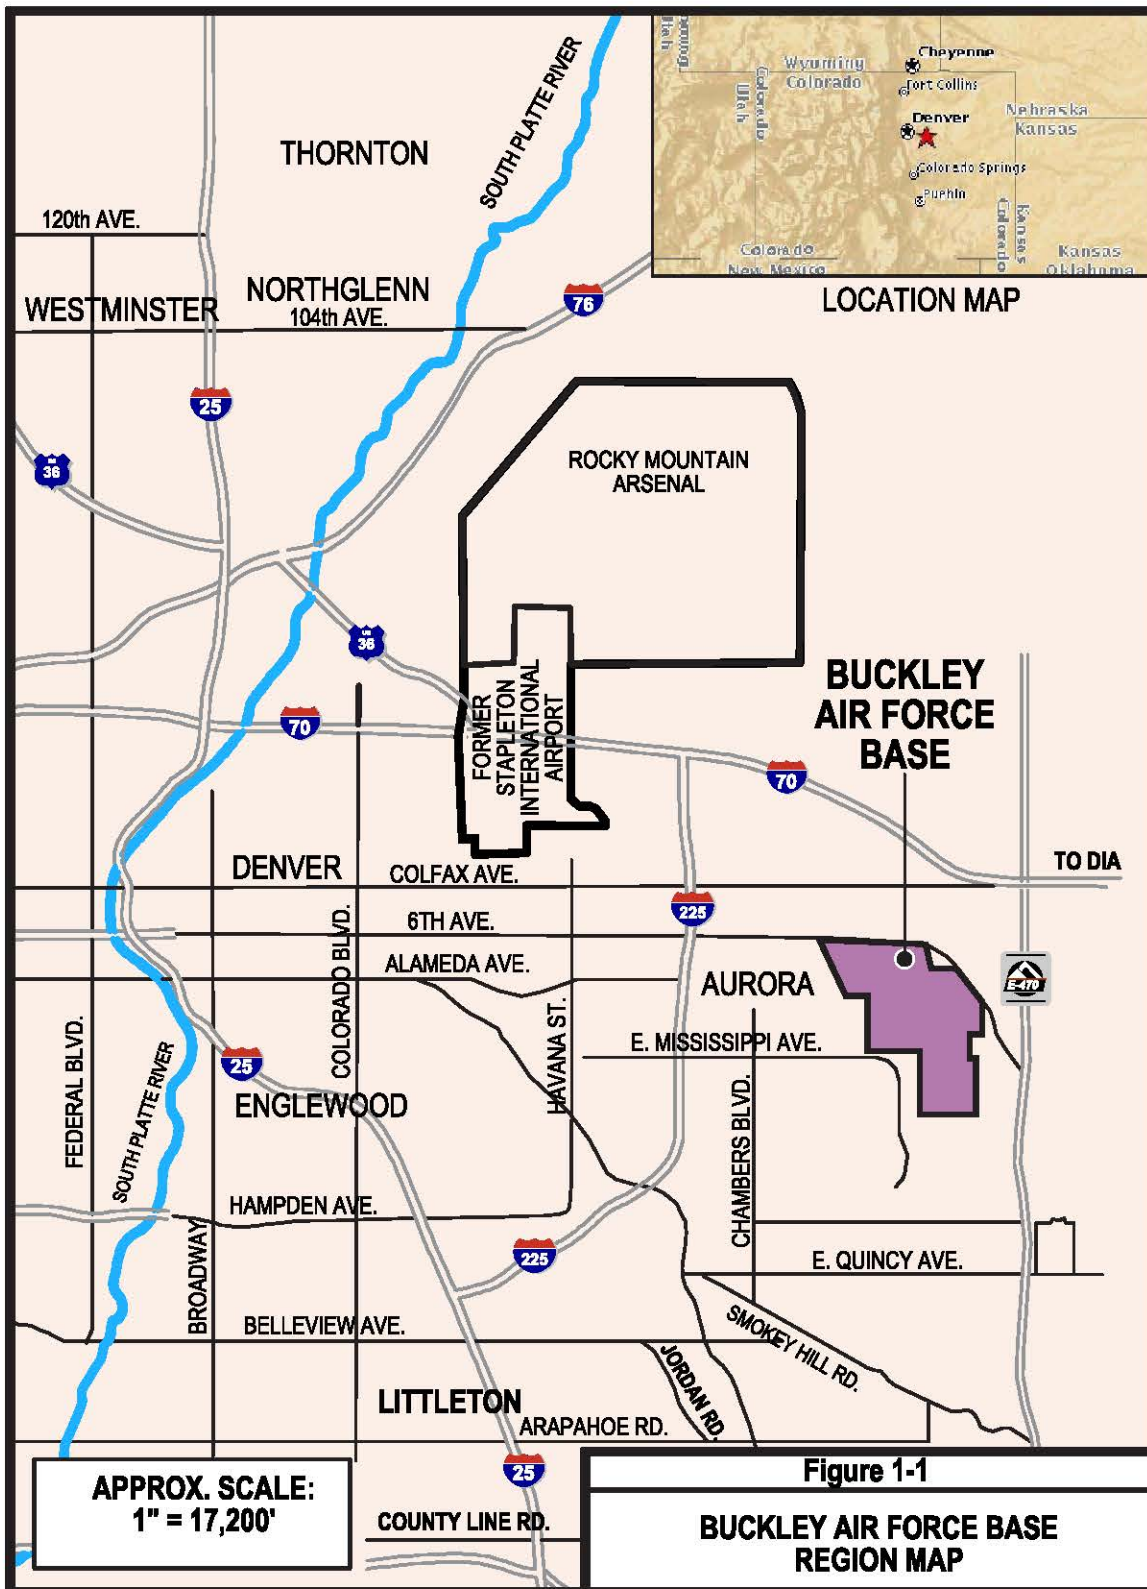 oming
Utah
Cheyenne
Wyuming
Colorado
Fort Collins
Colorado
Utah
Nebraska
Kansas
Denver
Colorado Springs
Kansas
Colorado
Colorado
New Mexico
Kansas
Oklahoma
LOCATION MAP
SOUTH PLATTE RIVER
THORNTON
120th AVE.
WESTMINSTER
NORTHGLENN
104th AVE.
76
25
36
ROCKY MOUNTAIN
ARSENAL
36
70
FORMER
STAPLETON
INTERNATIONAL
AIRPORT
BUCKLEY
AIR FORCE
BASE
70
TO DIA
DENVER
COLFAX AVE.
225
6TH AVE.
COLORADO BLVD.
ALAMEDA AVE.
AURORA
E-470
HAVANA ST.
FEDERAL BLVD.
E. MISSISSIPPI AVE.
25
SOUTH PLATTE RIVER
ENGLEWOOD
CHAMBERS BLVD.
HAMPDEN AVE.
225
BROADWAY
E. QUINCY AVE.
BELLEVIEW AVE.
SMOKEY HILL RD.
JORDAN RD.
LITTLETON
ARAPAHOE RD.
25
APPROX. SCALE:
1" = 17,200'
COUNTY LINE RD.
Figure 1-1
BUCKLEY AIR FORCE BASE
REGION MAP